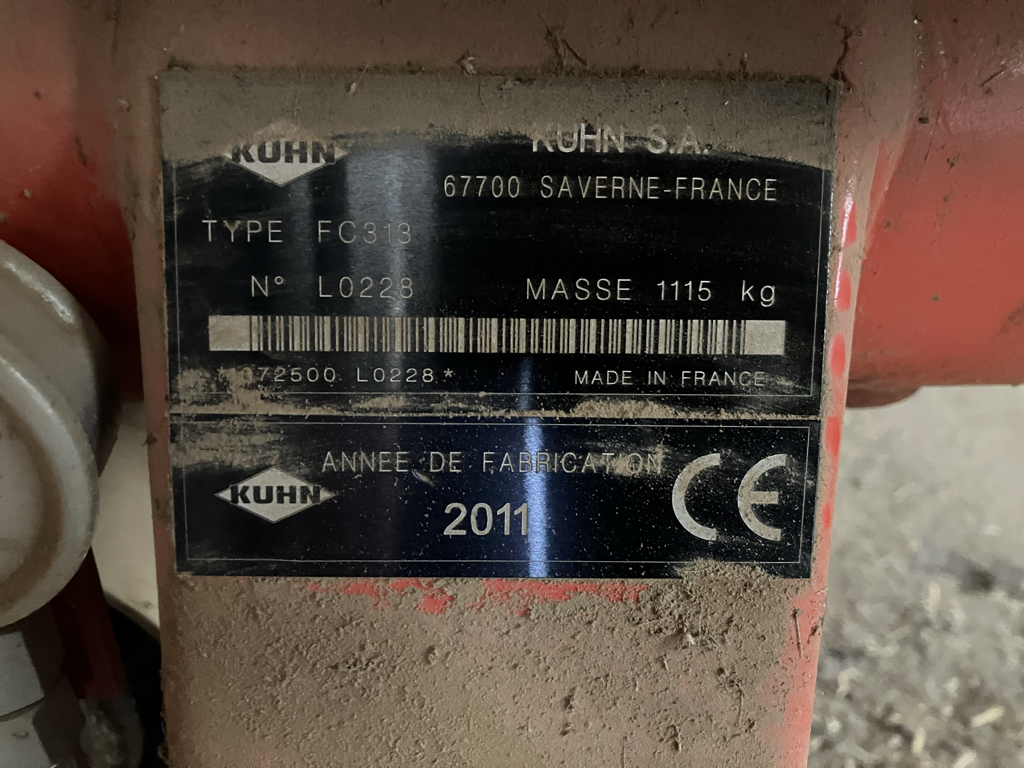 KUHN KUHN S.A.
67700 SAVERNE-FRANCE
TYPE FC313
N° L0228 MASSE 1115 kg
L0228* MADE IN FRANCE
ANNEE DE FABRICATION
KUHN 2011 CE